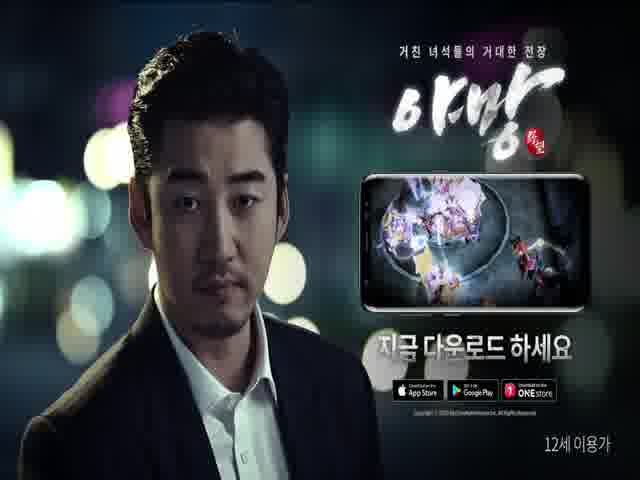 거친 녀석들의 거대한 전장
야망
지금 다운로드 하세요
App Store
Google Play
ONE store
12세 이용가